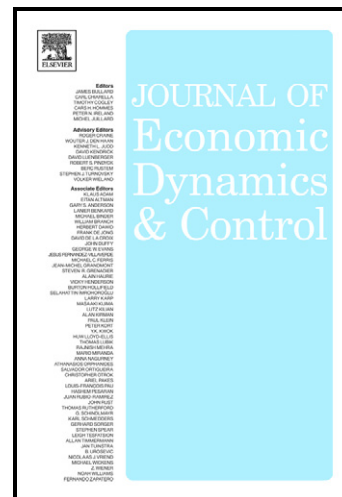 ELSEVIER
Editors
JAMES BULLARD
CARL CHIARELLA
TIMOTHY COGLEY
CARS H. HOMMES
PETER N. IRELAND
MICHEL JUILLARD
Advisory Editors
ROGER CRAINE
WOUTER J. DEN HAAN
KENNETH L. JUDD
DAVID KENDRICK
DAVID LUENBERGER
ROBERT S. PINDYCK
BERC RUSTEM
STEPHEN J. TURNOVSKY
VOLKER WIELAND
Associate Editors
KLAUS ADAM
EITAN ALTMAN
GARY S. ANDERSON
LANIER BENKARD
MICHAEL BINDER
WILLIAM BRANCH
HERBERT DAWID
FRANK DE JONG
DAVID DE LA CROIX
JOHN DUFFY
GEORGE W. EVANS
JESUS FERNANDEZ-VILLAVERDE
MICHAEL C. FERRIS
JEAN-MICHEL GRANDMONT
STEVEN R. GRENADIER
ALAIN HAURIE
VICKY HENDERSON
BURTON HOLLIFIELD
SELAHATTIN IMROHOROGLU
LARRY KARP
MASAAKI KIJIMA
LUTZ KILIAN
ALAN KIRMAN
PAUL KLEIN
PETER KORT
Y.K. KWOK
HUW LLOYD-ELLIS
THOMAS LUBIK
RAJNISH MEHRA
MARIO MIRANDA
ANNA NAGURNEY
ATHANASIOS ORPHANIDES
SALVADOR ORTIGUEIRA
CHRISTOPHER OTROK
ARIEL PAKES
LOUIS-FRANCOIS PAU
HASHEM PESARAN
JUAN RUBIO-RAMIREZ
JOHN RUST
THOMAS RUTHERFORD
KARL SCHMEDDERS
GERHARD SORGER
STEPHEN SPEAR
LEIGH TESFATSION
ALLAN TIMMERMANN
JAN TUINSTRA
B. UROSEVIC
NICOLAAS J. VRIEND
MICHAEL WICKENS
Z. WIENER
NOAH WILLIAMS
FERNANDO ZAPATERO
JOURNAL OF
Economic
Dynamics
& Control